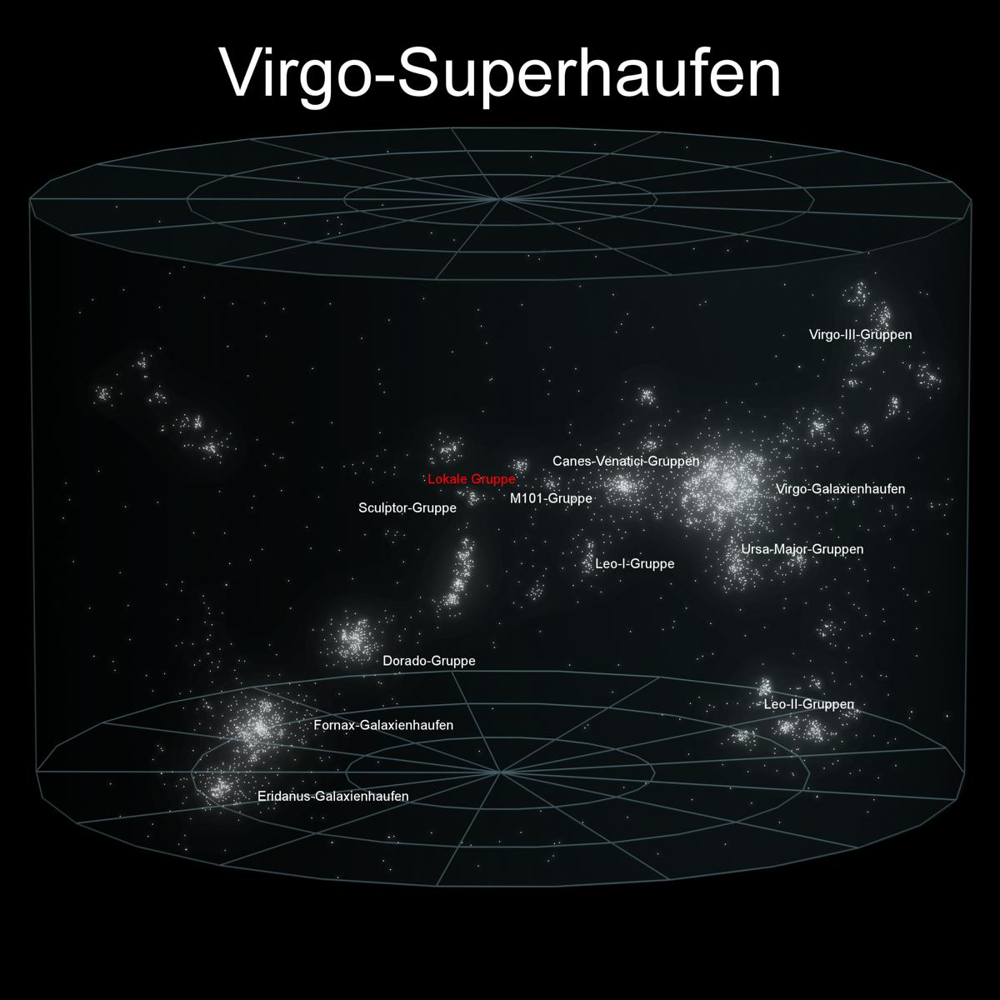 Virgo-Superhaufen
Virgo-III-Gruppen
Canes-Venatici-Gruppen
Lokale Gruppe
Virgo-Galaxienhaufen
M101-Gruppe
Sculptor-Gruppe
Ursa-Major-Gruppen
Leo-I-Gruppe
Dorado-Gruppe
Leo-II-Gruppen
Fornax-Galaxienhaufen
Eridanus-Galaxienhaufen